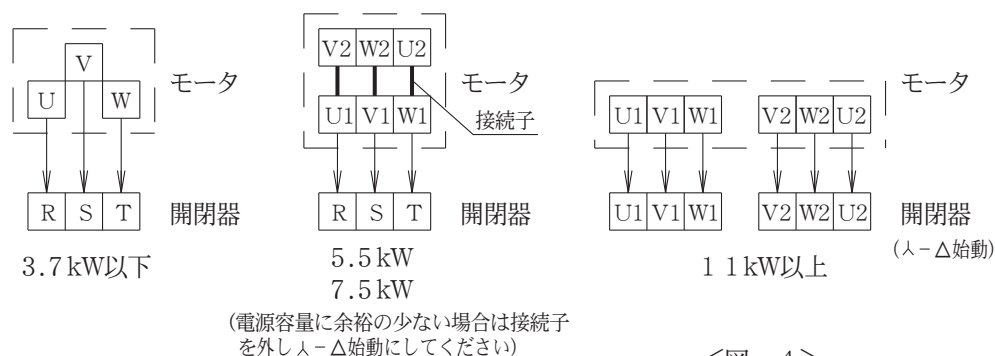 V
U W
モータ
R S T
開閉器
3.7kW以下
V2 W2 U2
U1 V1 W1
モータ
接続子
R S T
開閉器
5.5kW
7.5kW
(電源容量に余裕の少ない場合は接続子
を外し人－△始動にしてください)
モータ
U1 V1 W1 V2 W2 U2
U1 V1 W1 V2 W2 U2
開閉器
(人－△始動)
11kW以上
＜図－4＞